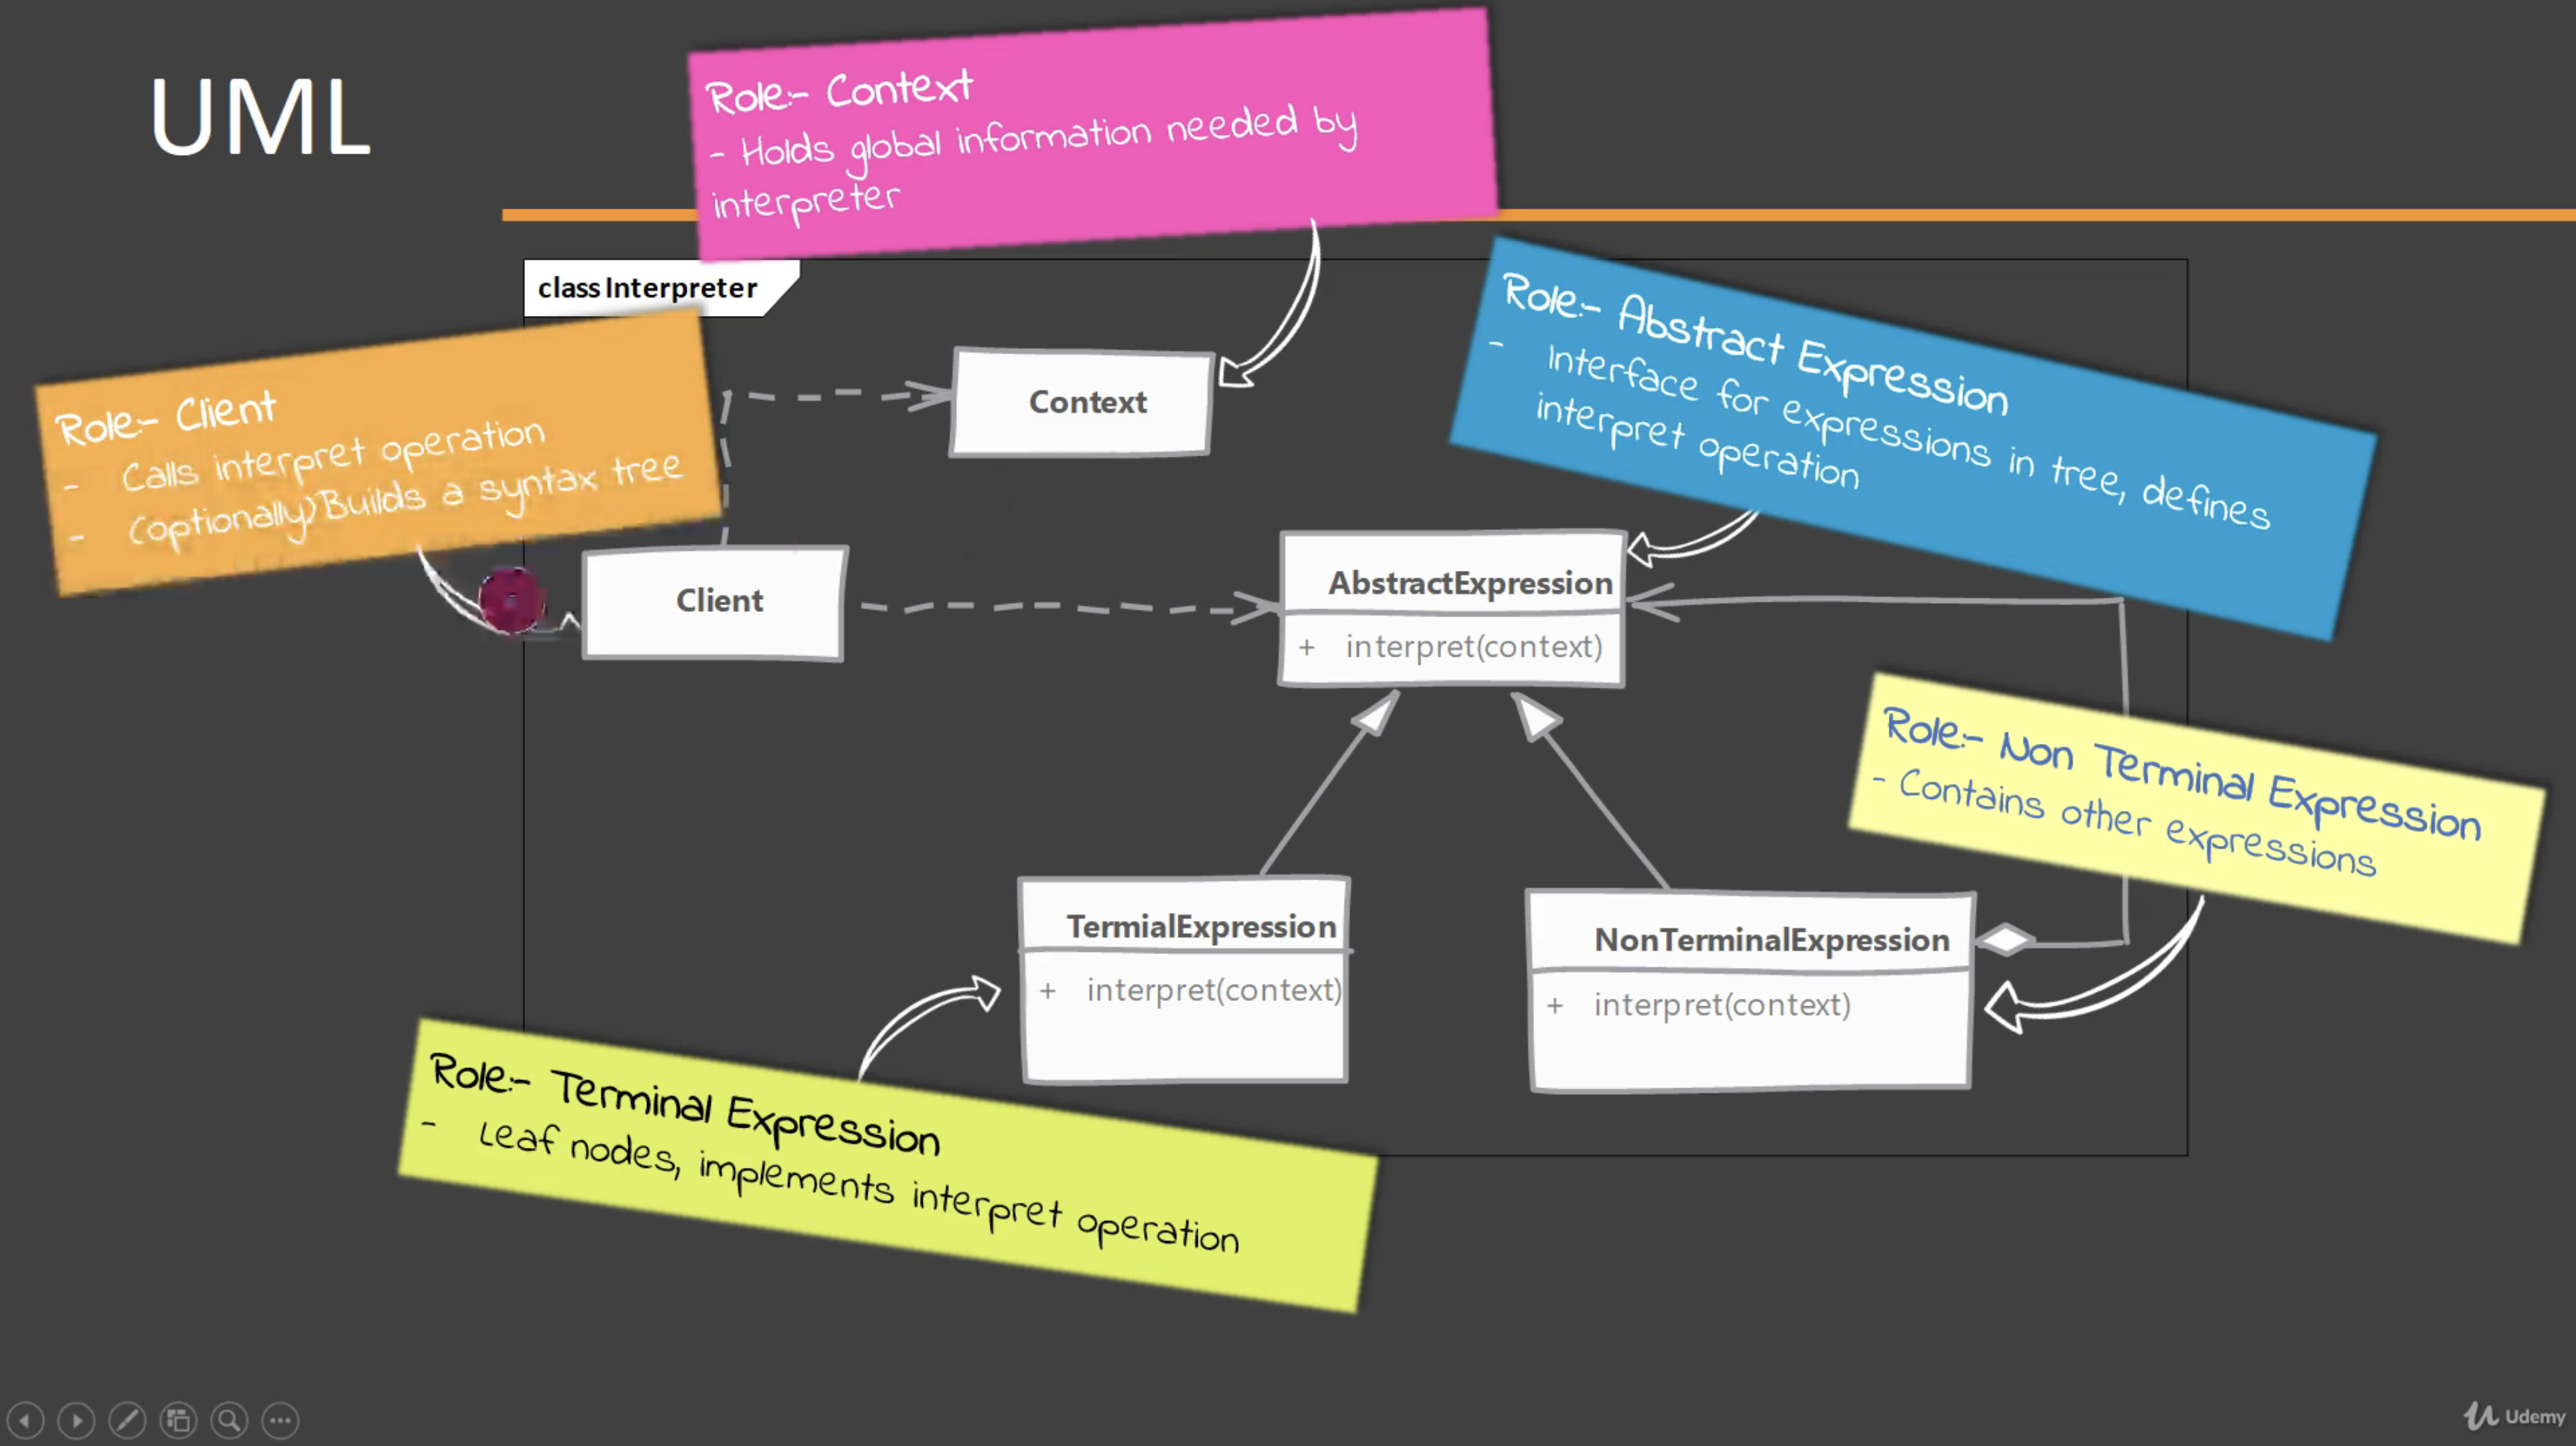 UML
Role:- Context
- Holds global information needed by
interpreter
class Interpreter
Role:- Client
- Calls interpret operation
- (optionally)Builds a syntax tree
Role:- Abstract Expression
- Interface for expressions in tree, defines
interpret operation
Context
Client
AbstractExpression
+ interpret(context)
Role:- Non Terminal Expression
- Contains other expressions
TermialExpression
+ interpret(context)
NonTerminalExpression
+ interpret(context)
Role:- Terminal Expression
- Leaf nodes, implements interpret operation
Udemy